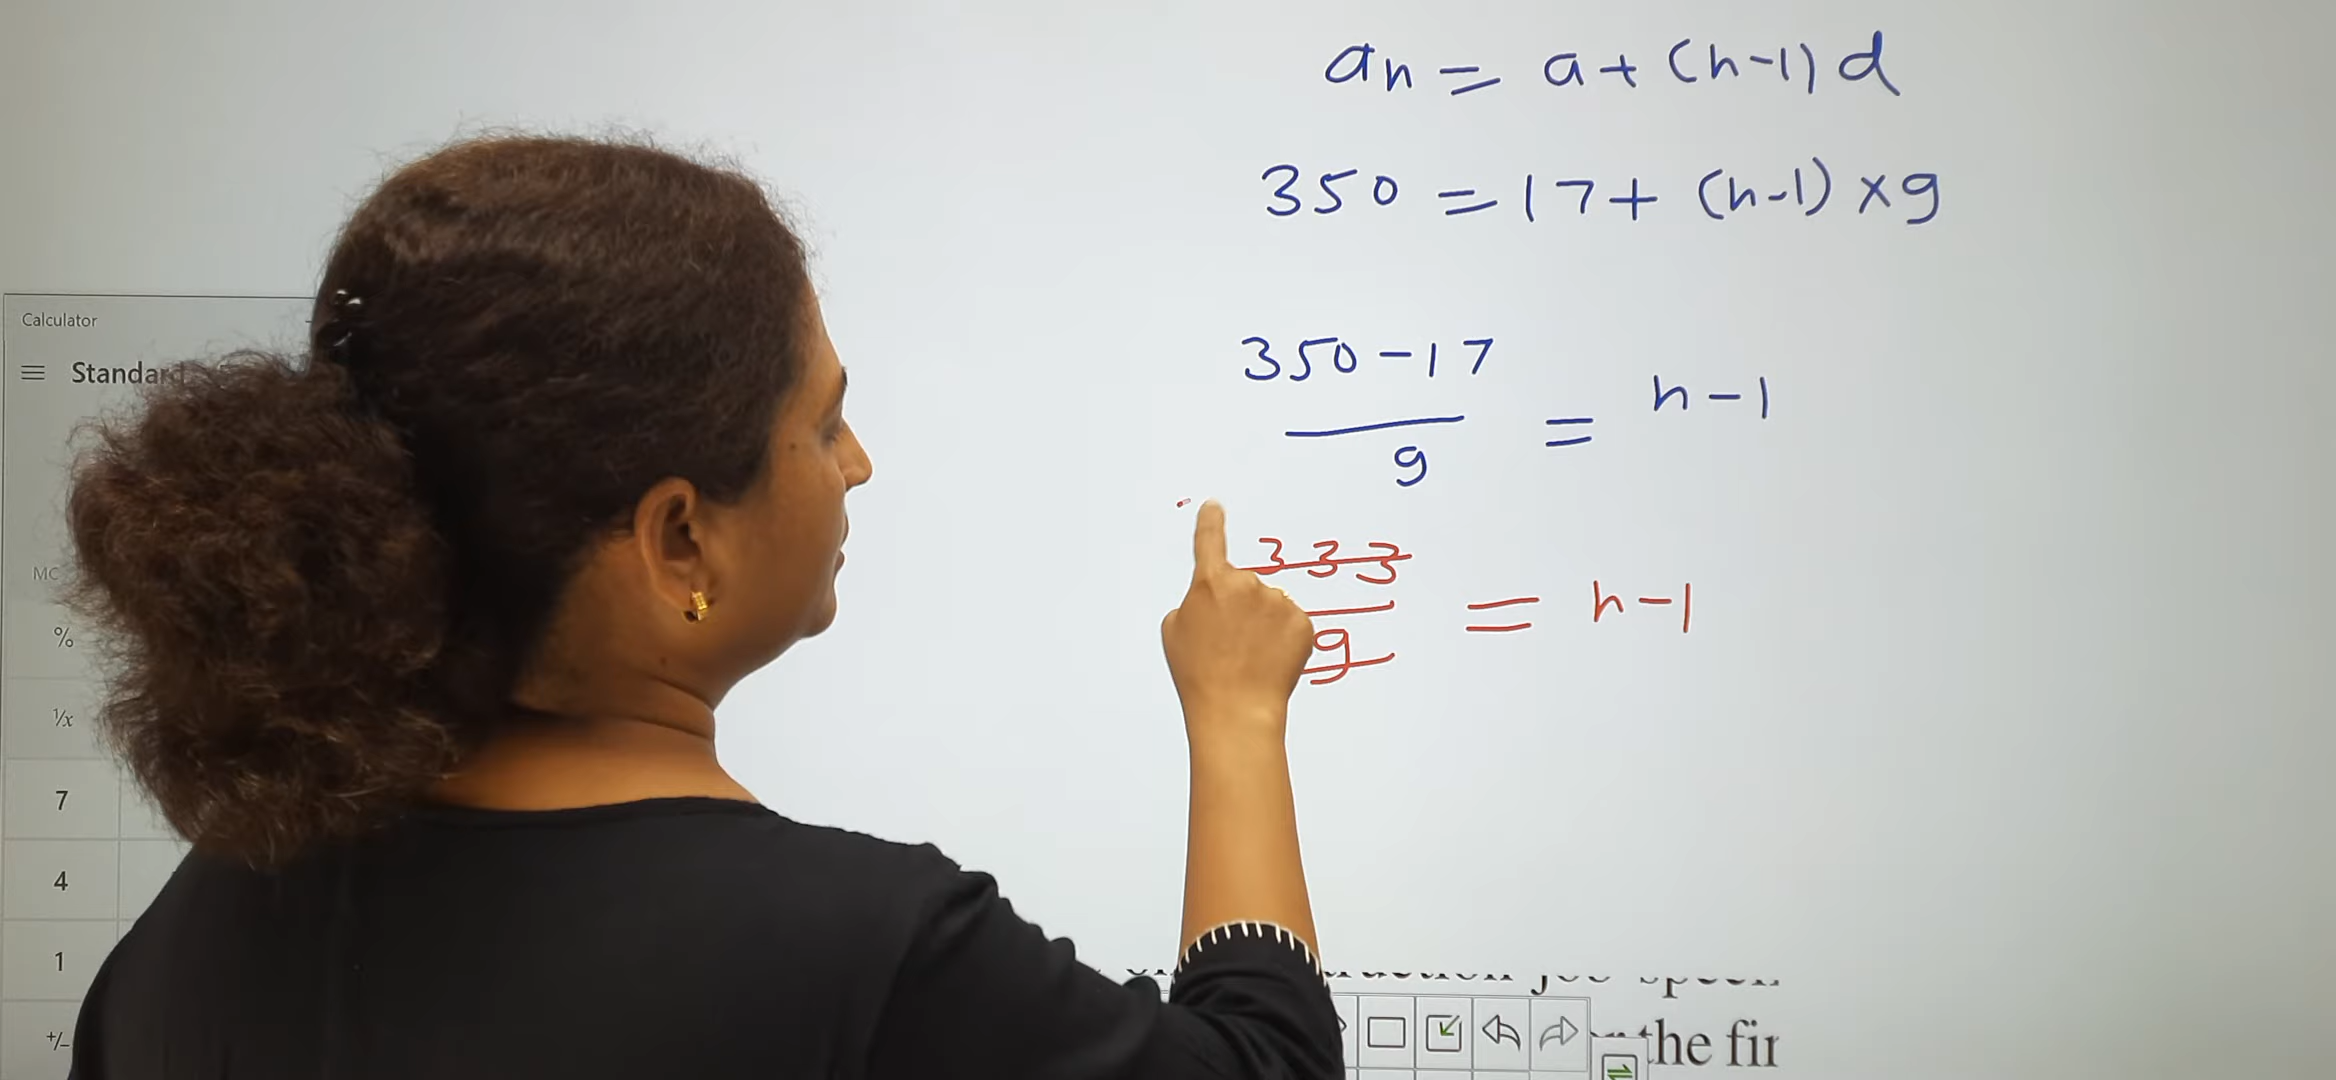 aₙ = a + (n-1) d
350 = 17 + (n-1) × 9
350 - 17
9
= n - 1
333
9
= n - 1
Calculator
Standard
MC
%
¹/x
7
4
1
+/-
the fir